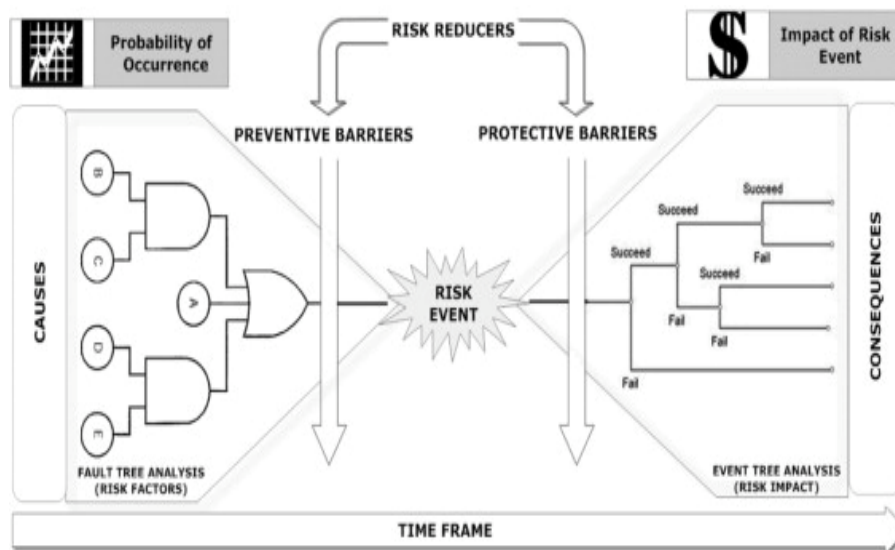 Probability of
Occurrence
RISK REDUCERS
Impact of Risk
Event
PREVENTIVE BARRIERS
PROTECTIVE BARRIERS
CAUSES
B
C
A
D
E
RISK
EVENT
Succeed
Succeed
Succeed
Fail
Succeed
Fail
Fail
Fail
CONSEQUENCES
FAULT TREE ANALYSIS
(RISK FACTORS)
EVENT TREE ANALYSIS
(RISK IMPACT)
TIME FRAME